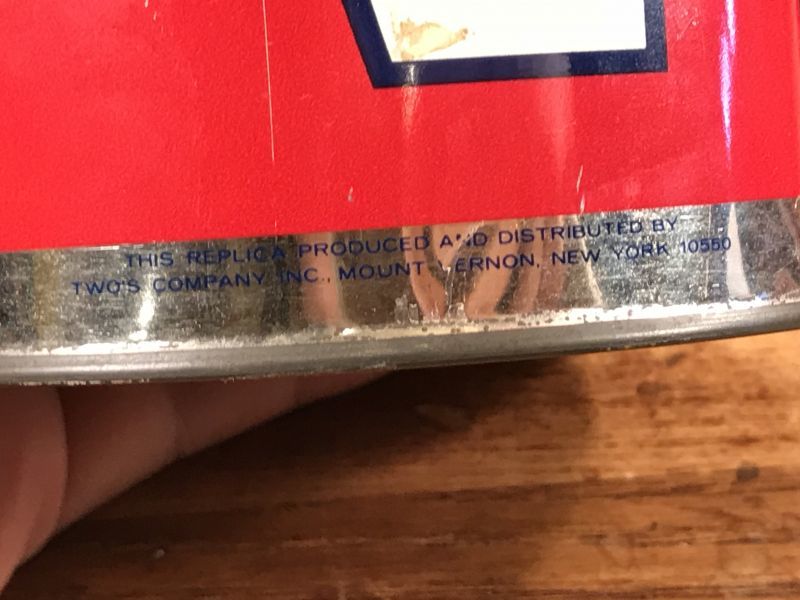 THIS REPLICA PRODUCED AND DISTRIBUTED BY
TWO'S COMPANY INC., MOUNT VERNON, NEW YORK 10550